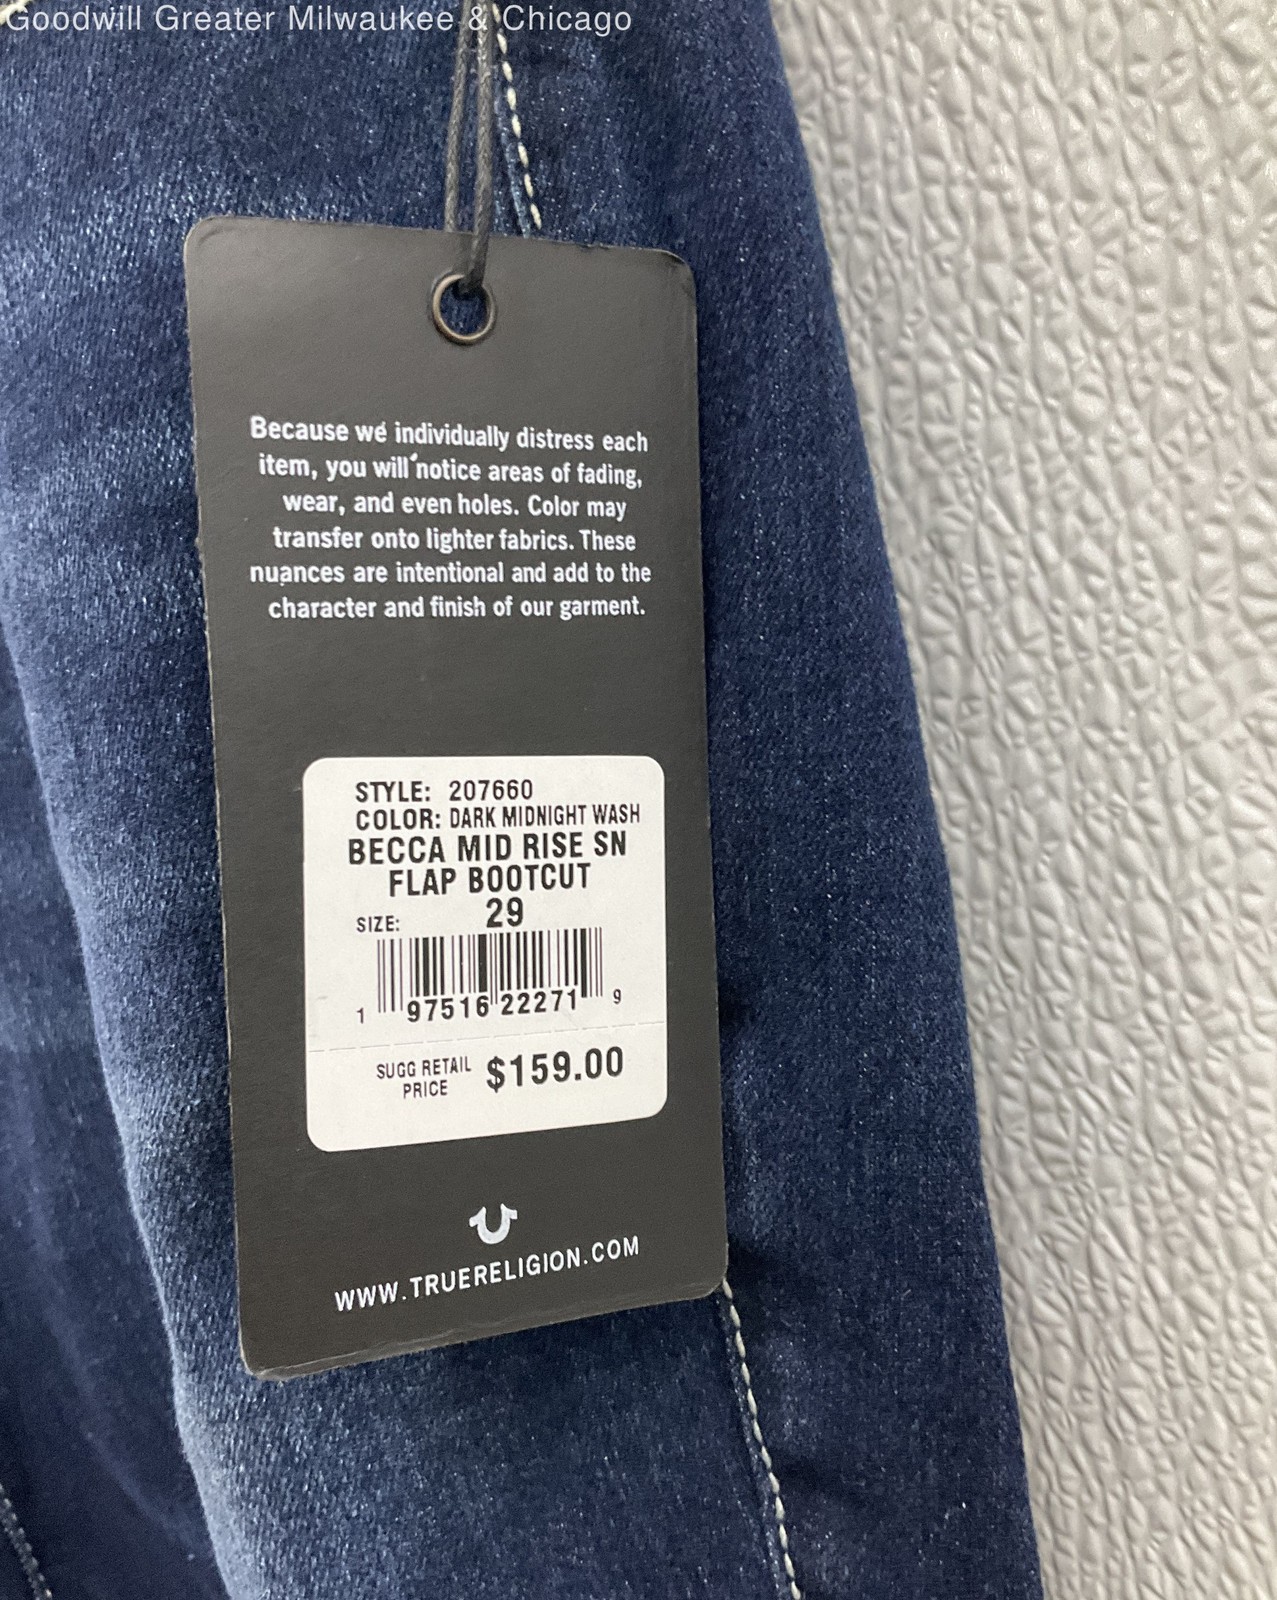 Goodwill Greater Milwaukee & Chicago
Because we individually distress each
item, you will notice areas of fading,
wear, and even holes. Color may
transfer onto lighter fabrics. These
nuances are intentional and add to the
character and finish of our garment.
STYLE: 207660
COLOR: DARK MIDNIGHT WASH
BECCA MID RISE SN
FLAP BOOTCUT
SIZE: 29
1 97516 22271 9
SUGG RETAIL
PRICE $159.00
WWW.TRUERELIGION.COM